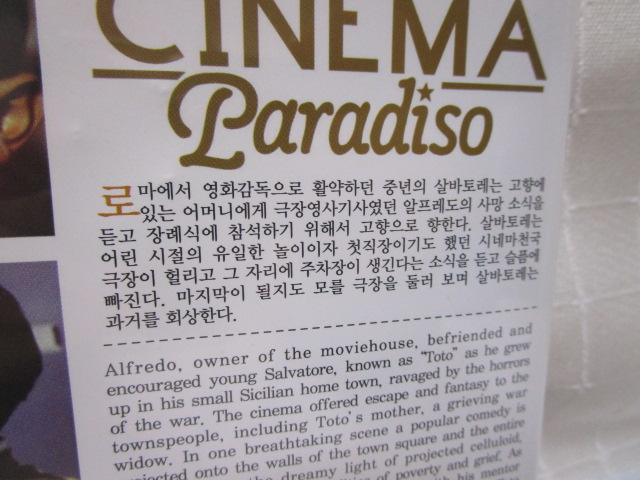 CINEMA
Paradiso
로마에서 영화감독으로 활약하던 중년의 살바토레는 고향에
있는 어머니에게 극장영사기사였던 알프레도의 사망 소식을
듣고 장례식에 참석하기 위해서 고향으로 향한다. 살바토레는
어린 시절의 유일한 놀이이자 첫직장이기도 했던 시네마천국
극장이 헐리고 그 자리에 주차장이 생긴다는 소식을 듣고 슬픔에
빠진다. 마지막이 될지도 모를 극장을 둘러 보며 살바토레는
과거를 회상한다.
Alfredo, owner of the moviehouse, befriended and
encouraged young Salvatore, known as "Toto" as he grew
up in his small Sicilian home town, ravaged by the horrors
of the war. The cinema offered escape and fantasy to the
townspeople, including Toto's mother, a grieving war
widow. In one breathtaking scene a popular comedy is
projected onto the walls of the town square and the entire
the dreamy light of projected celluloid,
of poverty and grief. As
his mentor